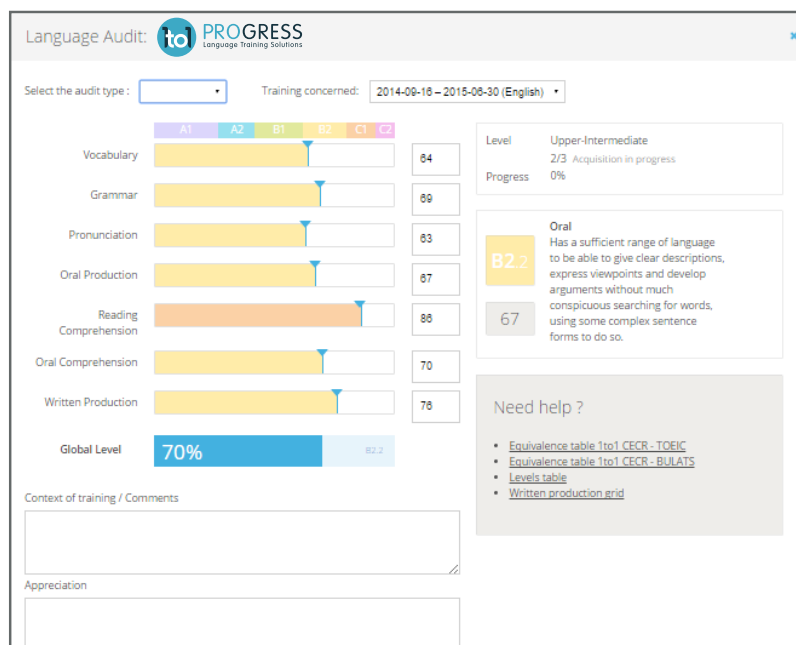 Language Audit:
1to1 PROGRESS
Language Training Solutions
Select the audit type :
Training concerned:
2014-09-16 – 2015-06-30 (English)
A1 A2 B1 B2 C1 C2
Vocabulary 64
Grammar 69
Pronunciation 63
Oral Production 67
Reading
Comprehension 86
Oral Comprehension 70
Written Production 76
Global Level 70% B2.2
Context of training / Comments
Appreciation
Level Upper-Intermediate
2/3 Acquisition in progress
Progress 0%
B2.2
67
Oral
Has a sufficient range of language
to be able to give clear descriptions,
express viewpoints and develop
arguments without much
conspicuous searching for words,
using some complex sentence
forms to do so.
Need help ?
Equivalence table 1to1 CECR - TOEIC
Equivalence table 1to1 CECR - BULATS
Levels table
Written production grid